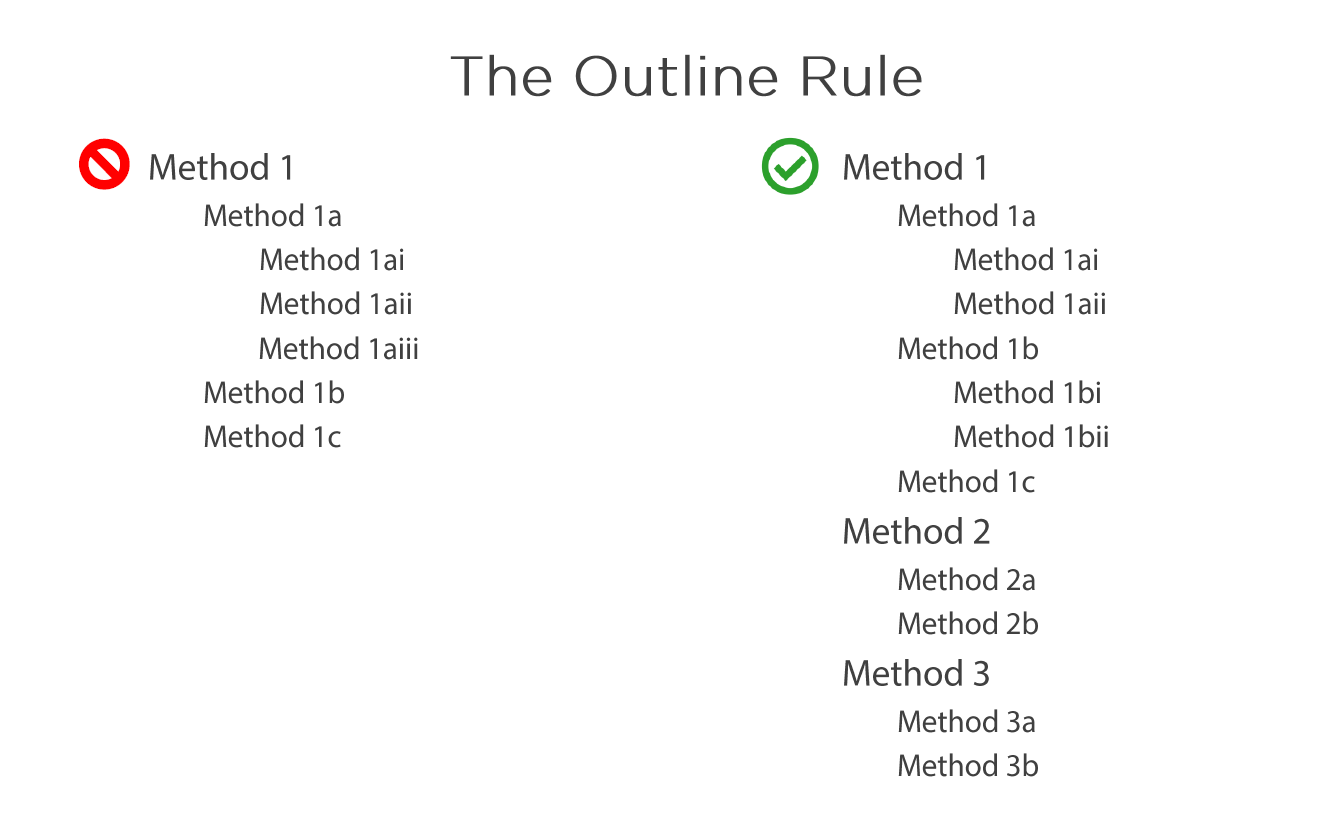 The Outline Rule
Method 1
Method 1a
Method 1ai
Method 1aii
Method 1aiii
Method 1b
Method 1c
Method 1
Method 1a
Method 1ai
Method 1aii
Method 1b
Method 1bi
Method 1bii
Method 1c
Method 2
Method 2a
Method 2b
Method 3
Method 3a
Method 3b